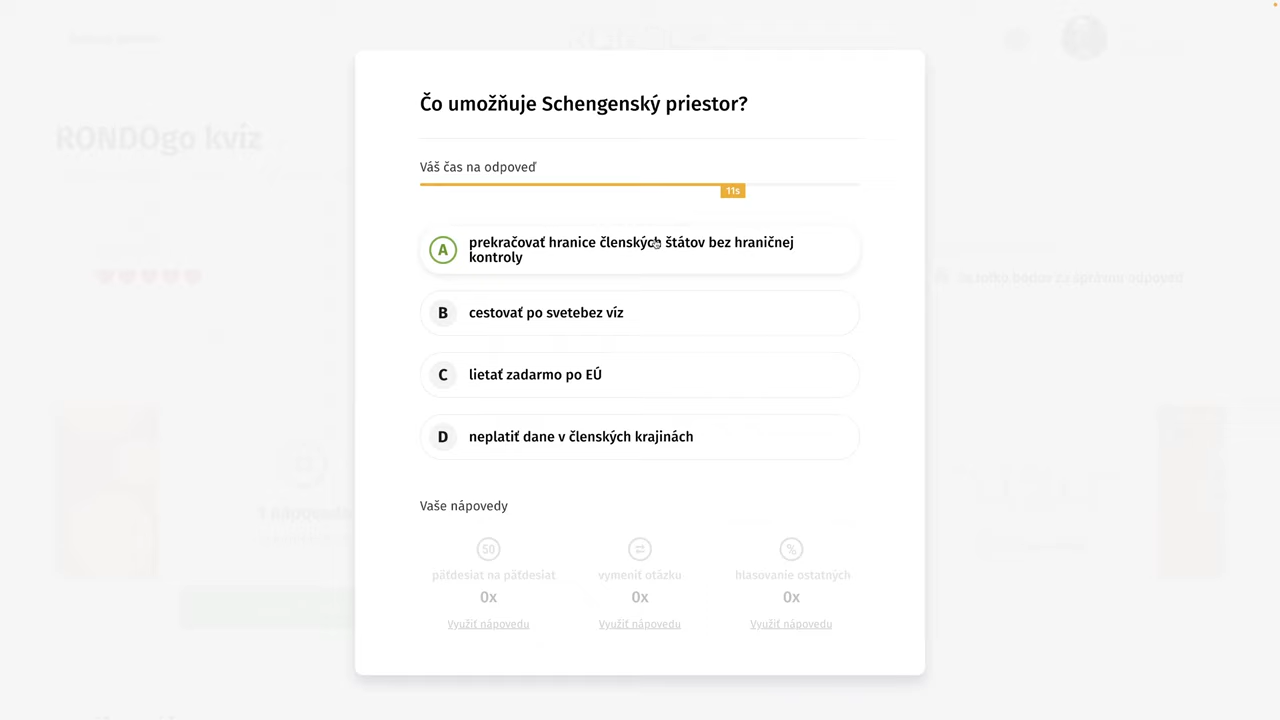 Čo umožňuje Schengenský priestor?
RONDOgo kvíz
Váš čas na odpoveď
11s
A
prekračovať hranice členských štátov bez hraničnej
kontroly
B
cestovať po svetebez víz
C
lietať zadarmo po EÚ
D
neplatiť dane v členských krajinách
Vaše nápovedy
50
%
päťdesiat na päťdesiat
vymeniť otázku
hlasovanie ostatných
0x
0x
0x
Využiť nápovedu
Využiť nápovedu
Využiť nápovedu